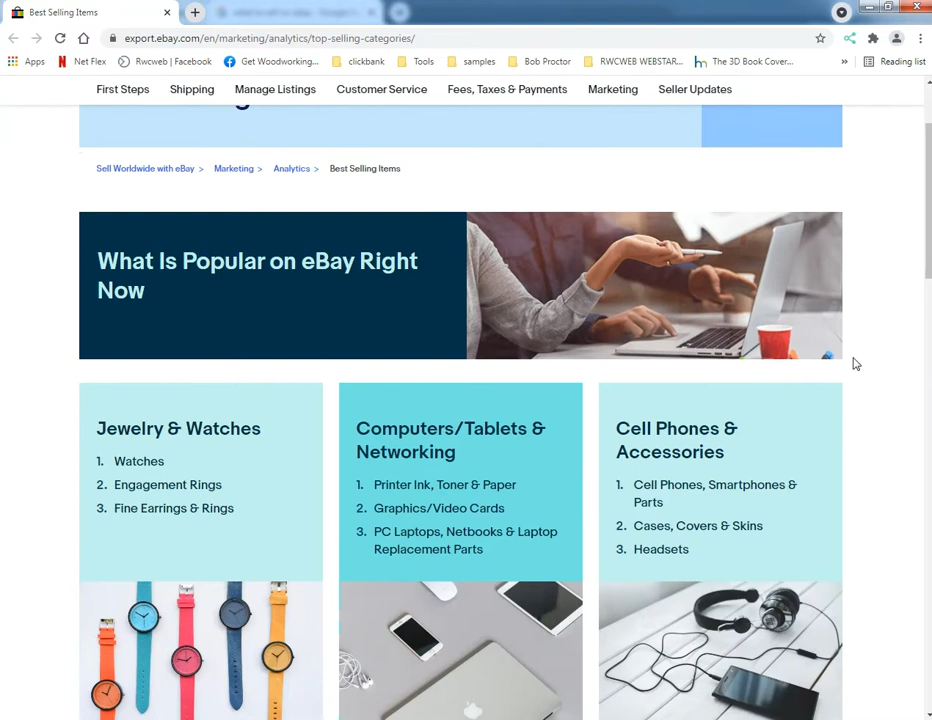 Best Selling Items
export.ebay.com/en/marketing/analytics/top-selling-categories/
Apps Net Flex Rwcweb | Facebook Get Woodworking... clickbank Tools samples Bob Proctor RWCWEB WEBSTAR... The 3D Book Cover... » Reading list
First Steps Shipping Manage Listings Customer Service Fees, Taxes & Payments Marketing Seller Updates
Sell Worldwide with eBay > Marketing > Analytics > Best Selling Items
What Is Popular on eBay Right
Now
Jewelry & Watches
1. Watches
2. Engagement Rings
3. Fine Earrings & Rings
Computers/Tablets &
Networking
1. Printer Ink, Toner & Paper
2. Graphics/Video Cards
3. PC Laptops, Netbooks & Laptop
Replacement Parts
Cell Phones &
Accessories
1. Cell Phones, Smartphones &
Parts
2. Cases, Covers & Skins
3. Headsets